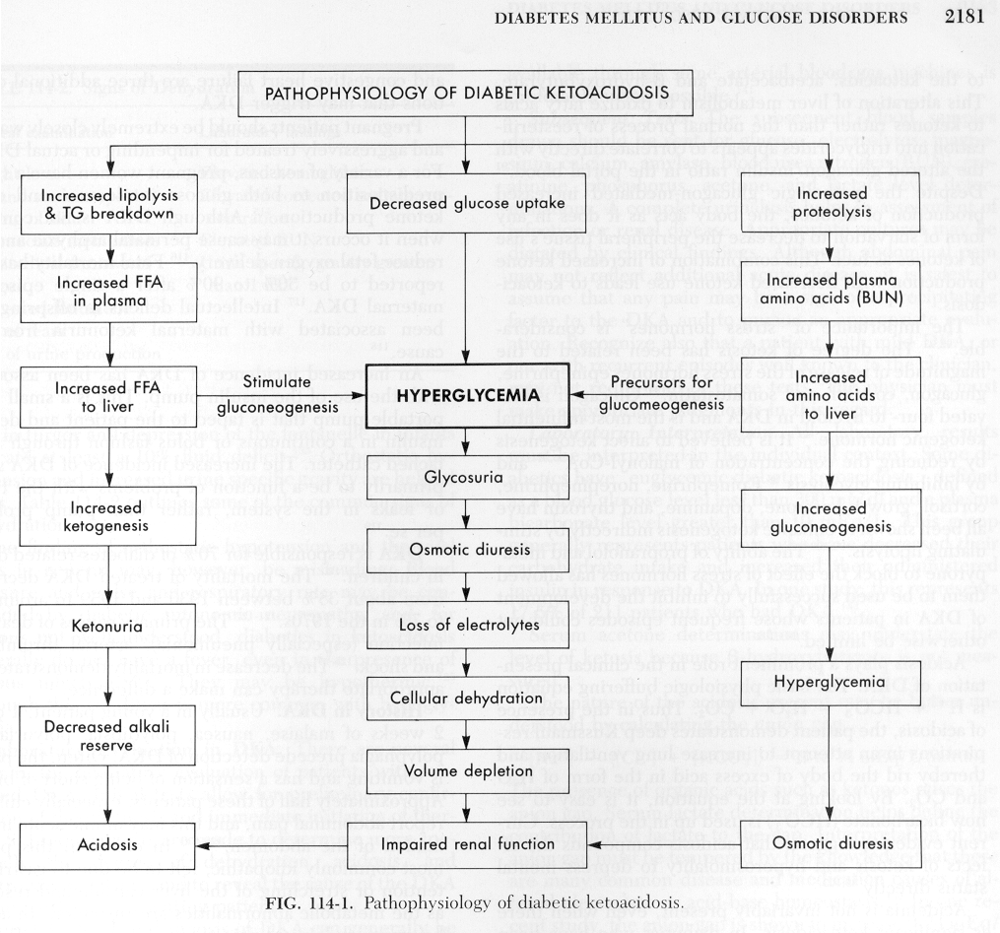 DIABETES MELLITUS AND GLUCOSE DISORDERS 2181
PATHOPHYSIOLOGY OF DIABETIC KETOACIDOSIS
Increased lipolysis
& TG breakdown
Increased FFA
in plasma
Increased FFA
to liver
Increased
ketogenesis
Ketonuria
Decreased alkali
reserve
Acidosis
Stimulates
gluconeogenesis
Decreased glucose uptake
HYPERGLYCEMIA
Glycosuria
Osmotic diuresis
Loss of electrolytes
Cellular dehydration
Volume depletion
Impaired renal function
Precursors for
glucomeogenesis
Increased
proteolysis
Increased plasma
amino acids (BUN)
Increased
amino acids
to liver
Increased
gluconeogenesis
Hyperglycemia
Osmotic diuresis
FIG. 114-1. Pathophysiology of diabetic ketoacidosis.